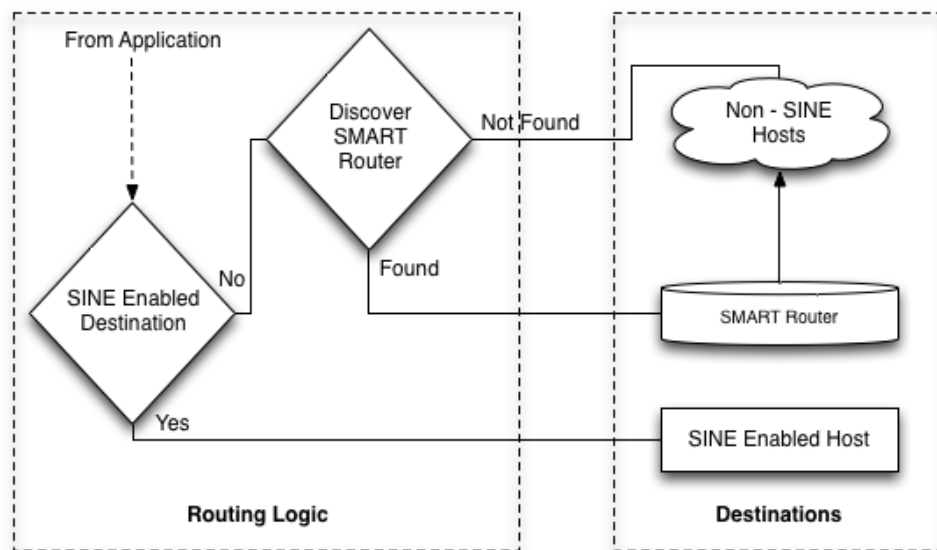 From Application
Discover
SMART
Router
Not Found
Non - SINE
Hosts
No
Found
SINE Enabled
Destination
SMART Router
Yes
SINE Enabled Host
Routing Logic
Destinations